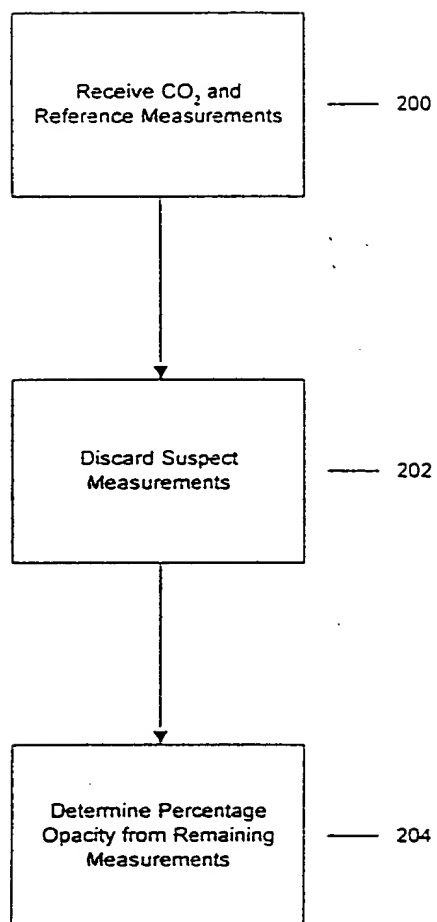 Receive CO₂ and
Reference Measurements
200
Discard Suspect
Measurements
202
Determine Percentage
Opacity from Remaining
Measurements
204